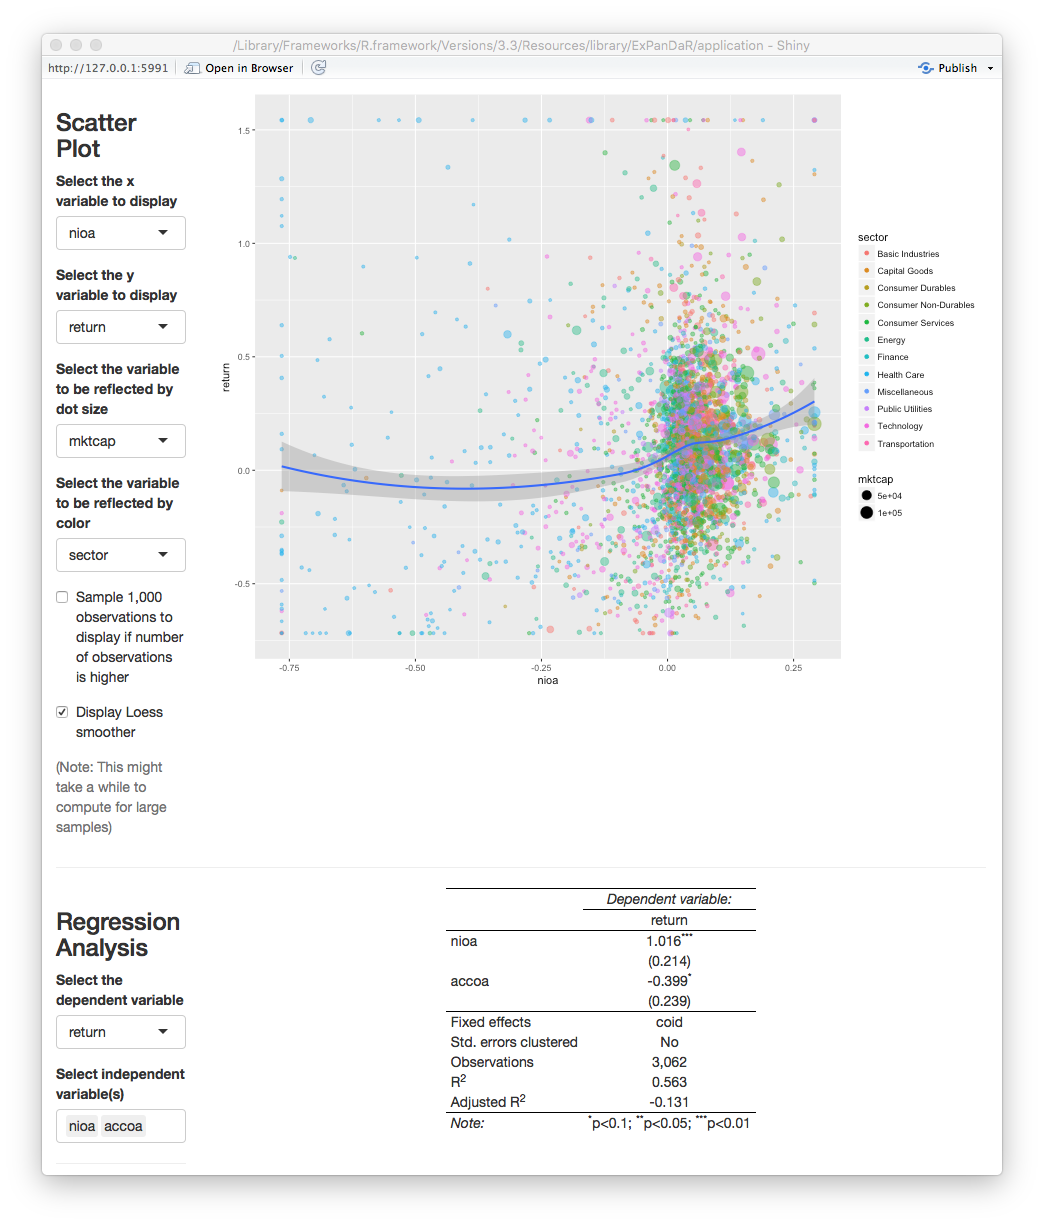 /Library/Frameworks/R.framework/Versions/3.3/Resources/library/ExPanDaR/application - Shiny
http://127.0.0.1:5991 Open in Browser Publish
Scatter
Plot
Select the x
variable to display
nioa
Select the y
variable to display
return
Select the variable
to be reflected by
dot size
mktcap
Select the variable
to be reflected by
color
sector
Sample 1,000
observations to
display if number
of observations
is higher
Display Loess
smoother
(Note: This might
take a while to
compute for large
samples)
return
1.5
1.0
0.5
0.0
-0.5
-0.75 -0.50 -0.25 0.00 0.25
nioa
sector
Basic Industries
Capital Goods
Consumer Durables
Consumer Non-Durables
Consumer Services
Energy
Finance
Health Care
Miscellaneous
Public Utilities
Technology
Transportation
mktcap
5e+04
1e+05
Regression
Analysis
Select the
dependent variable
return
Select independent
variable(s)
nioa accoa
Dependent variable:
return
nioa 1.016***
(0.214)
accoa -0.399*
(0.239)
Fixed effects coid
Std. errors clustered No
Observations 3,062
R2 0.563
Adjusted R2 -0.131
Note: *p<0.1; **p<0.05; ***p<0.01